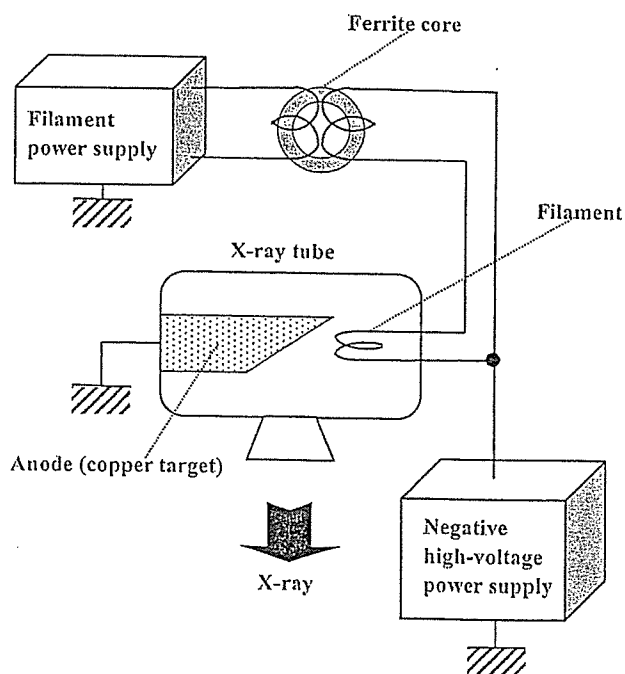 Ferrite core
Filament
power supply
Filament
X-ray tube
Anode (copper target)
Negative
high-voltage
power supply
X-ray